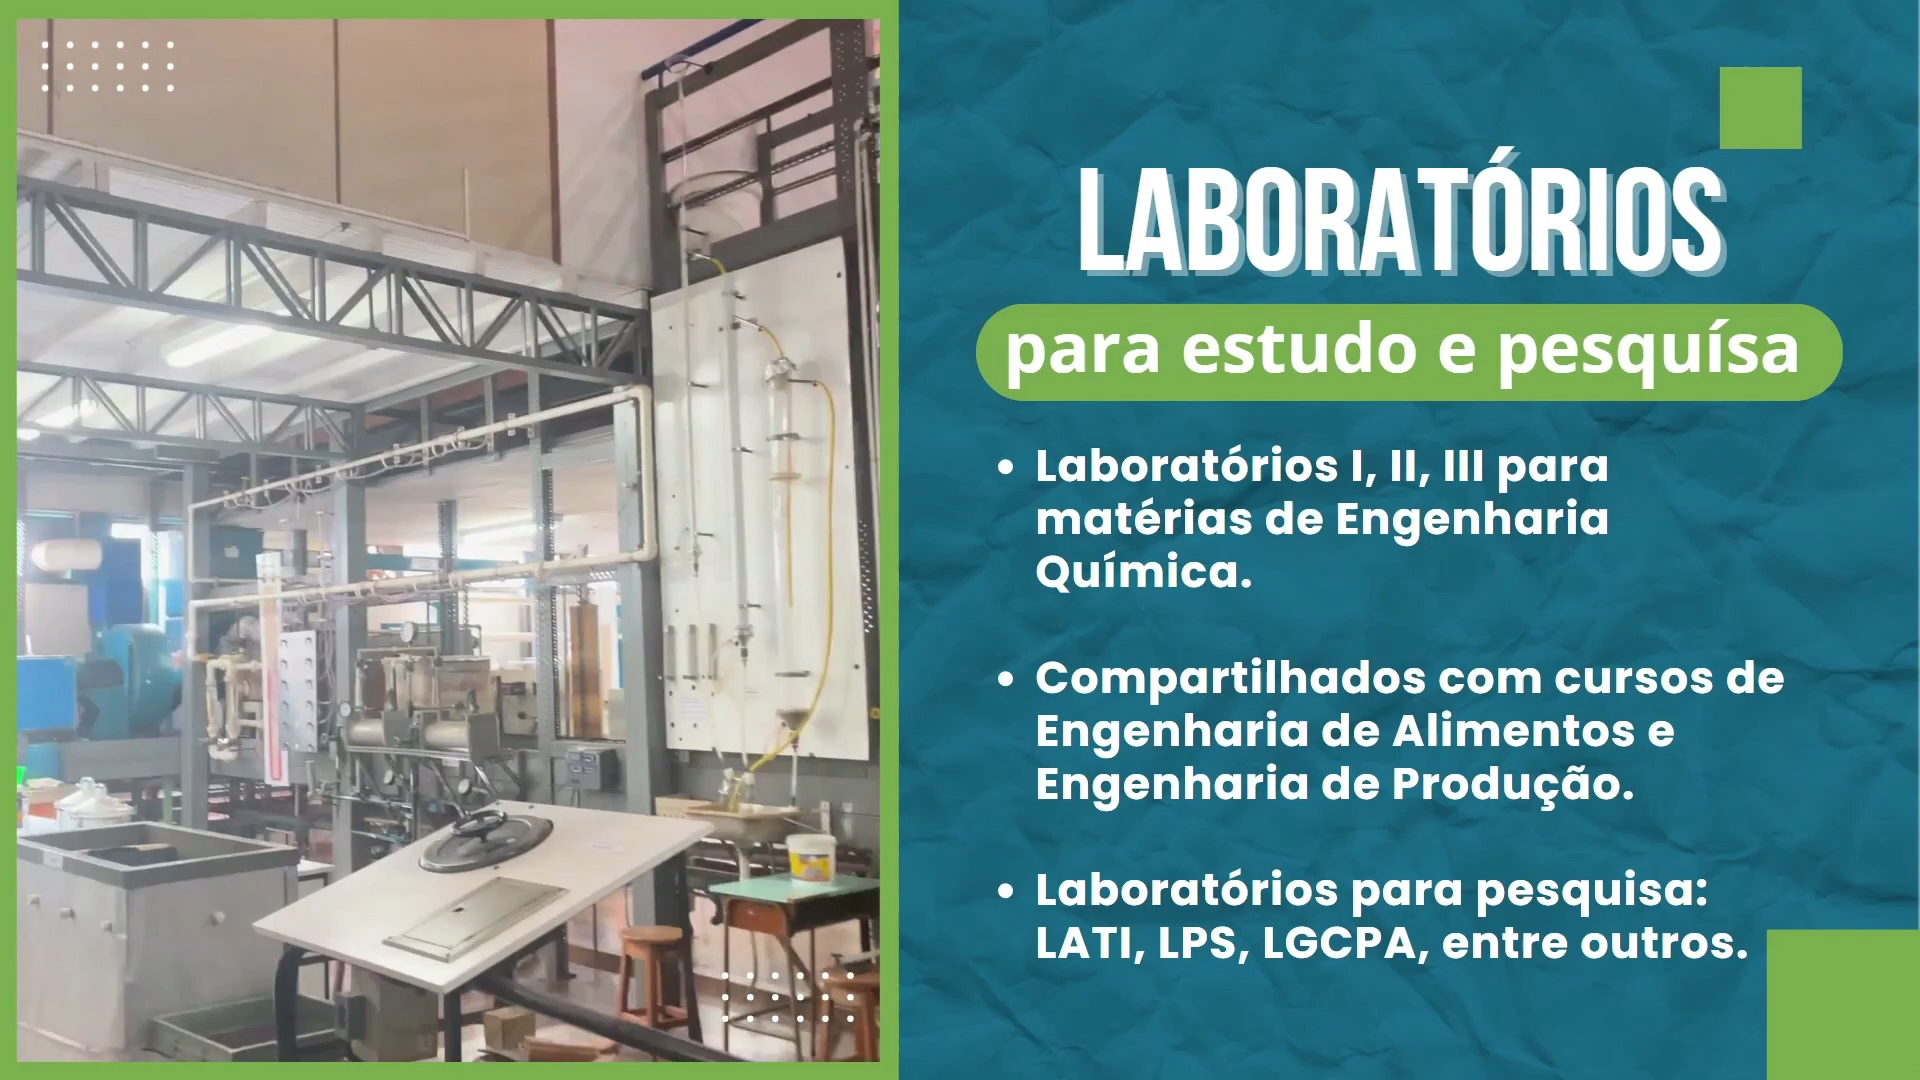 LABORATÓRIOS
para estudo e pesquísa
• Laboratórios I, II, III para
matérias de Engenharia
Química.
• Compartilhados com cursos de
Engenharia de Alimentos e
Engenharia de Produção.
• Laboratórios para pesquisa:
LATI, LPS, LGCPA, entre outros.